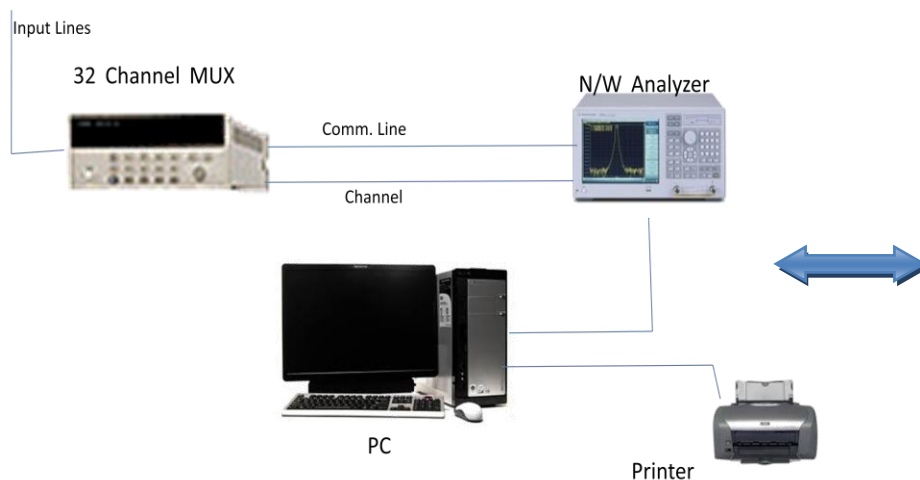 Input Lines
32 Channel MUX
N/W Analyzer
Comm. Line
Channel
PC
Printer